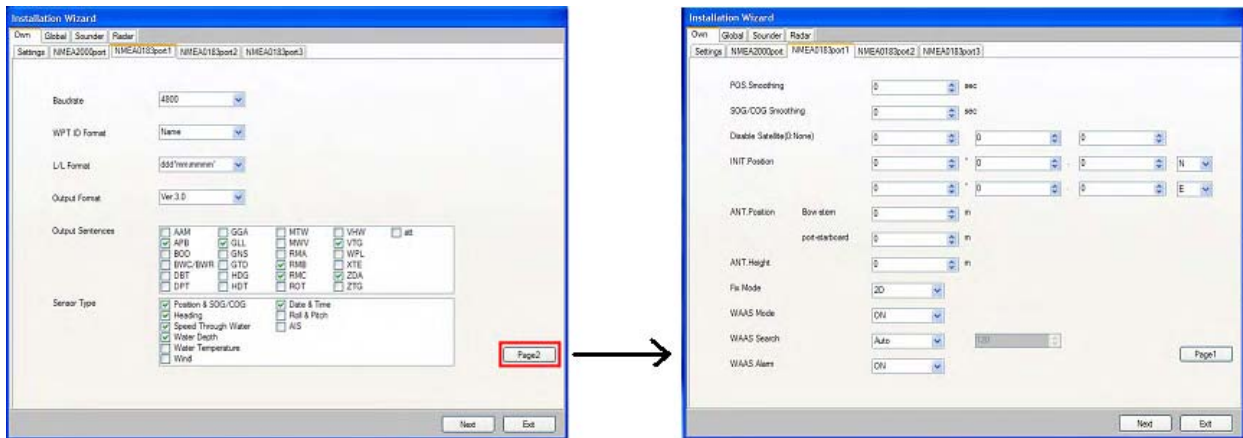 Installation Wizard
Own Global Sounder Radar
Settings NMEA2000port NMEA0183port1 NMEA0183port2 NMEA0183port3
Baudrate 4800
WPT ID Format Name
L/L Format ddd°mm.mmmm'
Output Format Ver.3.0
Output Sentences
AAM GGA MTW VHW att
APB GLL MWV VTG
BOD GNS RMA WPL
BWC/BWR GTD RMB XTE
DBT HDG RMC ZDA
DPT HDT ROT ZTG
Sensor Type
Position & SOG/COG Date & Time
Heading Roll & Pitch
Speed Through Water AIS
Water Depth
Water Temperature
Wind
Page2
Next Exit
Installation Wizard
Own Global Sounder Radar
Settings NMEA2000port NMEA0183port1 NMEA0183port2 NMEA0183port3
POS.Smoothing 0 sec
SOG/COG Smoothing 0 sec
Disable Satellite(0:None) 0 0 0
INIT.Position 0 ° 0 . 0 N
0 ° 0 . 0 E
ANT.Position Bow-stern 0 m
port-starboard 0 m
ANT.Height 0 m
Fix Mode 2D
WAAS Mode ON
WAAS Search Auto 120
WAAS Alarm ON
Page1
Next Exit